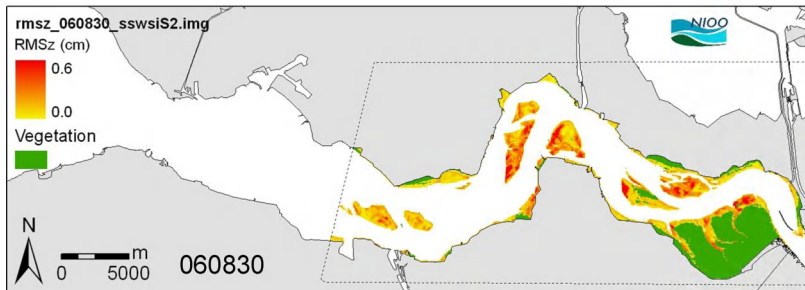 rmsz_060830_sswsiS2.img
RMSz (cm)
0.6
0.0
Vegetation
NIOO
N
m
0 5000
060830